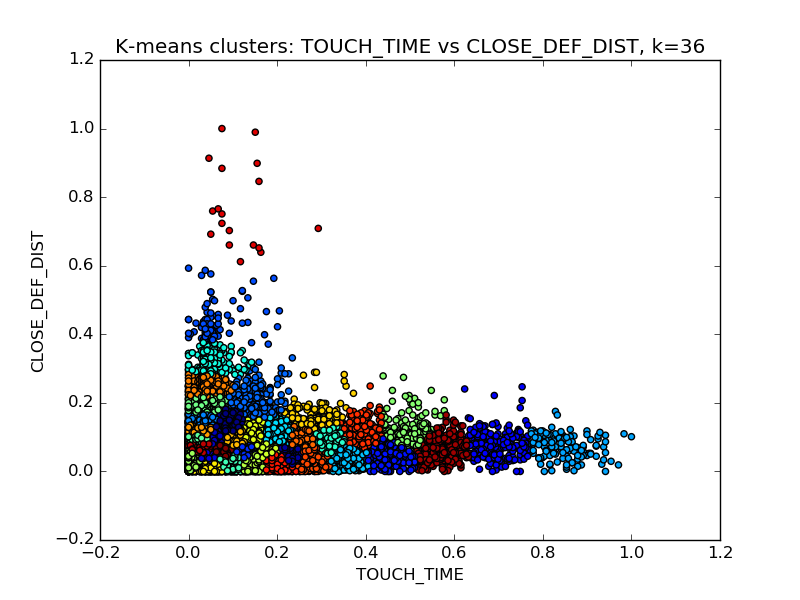 K-means clusters: TOUCH_TIME vs CLOSE_DEF_DIST, k=36
1.2
1.0
0.8
0.6
0.4
0.2
0.0
−0.2
CLOSE_DEF_DIST
−0.2 0.0 0.2 0.4 0.6 0.8 1.0 1.2
TOUCH_TIME